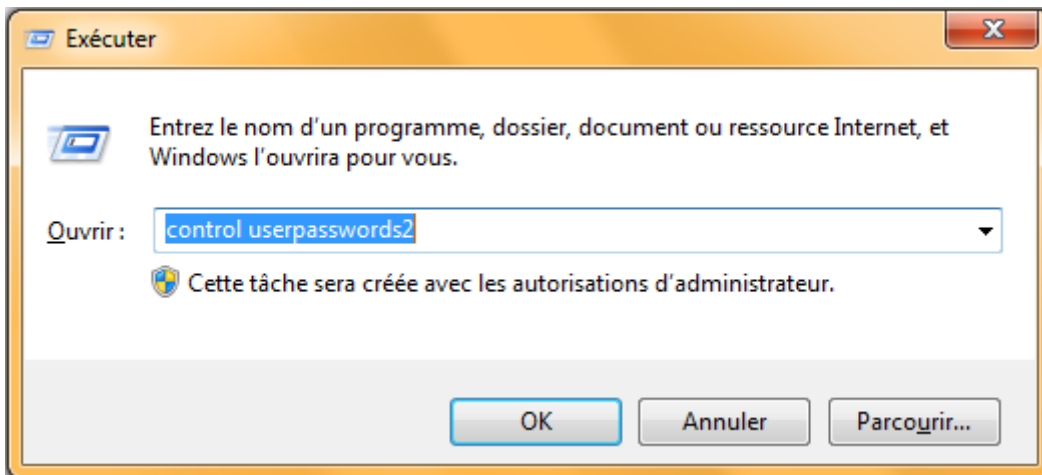 Exécuter
Entrez le nom d'un programme, dossier, document ou ressource Internet, et
Windows l'ouvrira pour vous.
Ouvrir : control userpasswords2
Cette tâche sera créée avec les autorisations d'administrateur.
OK Annuler Parcourir...